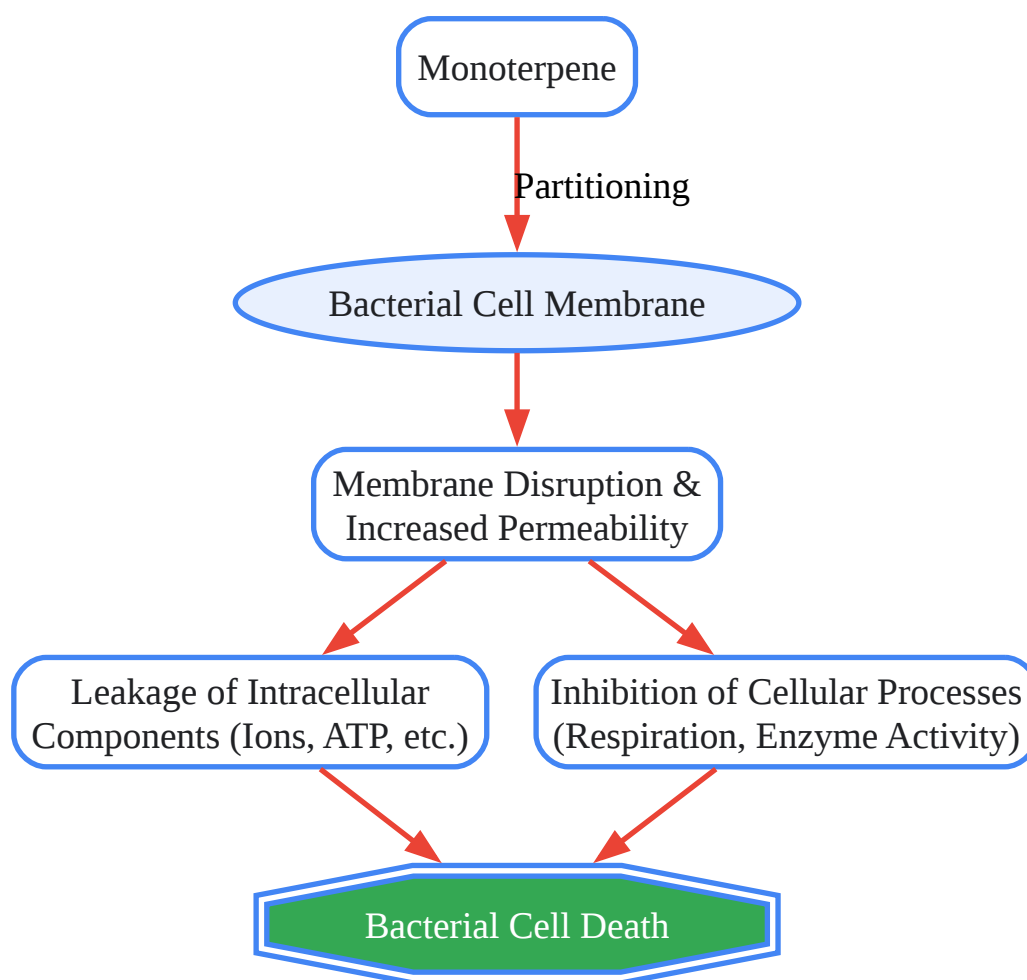 Monoterpene
Partitioning
Bacterial Cell Membrane
Membrane Disruption &
Increased Permeability
Leakage of Intracellular
Components (Ions, ATP, etc.)
Inhibition of Cellular Processes
(Respiration, Enzyme Activity)
Bacterial Cell Death